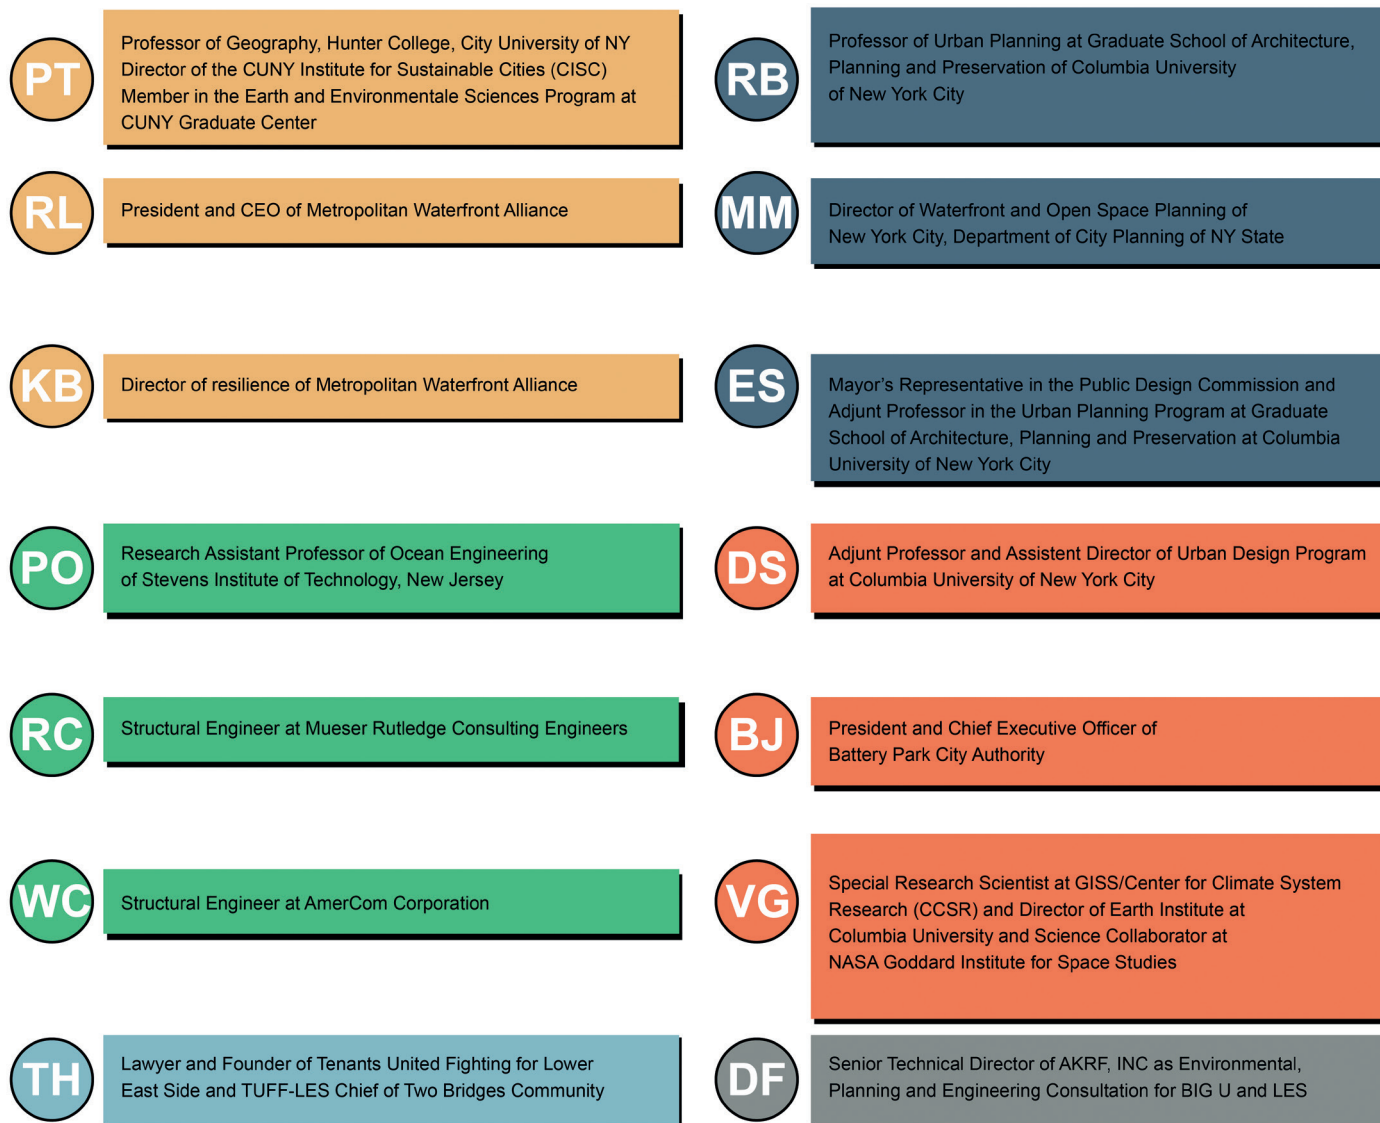 PT
Professor of Geography, Hunter College, City University of NY
Director of the CUNY Institute for Sustainable Cities (CISC)
Member in the Earth and Environmentale Sciences Program at
CUNY Graduate Center
RB
Professor of Urban Planning at Graduate School of Architecture,
Planning and Preservation of Columbia University
of New York City
RL
President and CEO of Metropolitan Waterfront Alliance
MM
Director of Waterfront and Open Space Planning of
New York City, Department of City Planning of NY State
KB
Director of resilience of Metropolitan Waterfront Alliance
ES
Mayor’s Representative in the Public Design Commission and
Adjunt Professor in the Urban Planning Program at Graduate
School of Architecture, Planning and Preservation at Columbia
University of New York City
PO
Research Assistant Professor of Ocean Engineering
of Stevens Institute of Technology, New Jersey
DS
Adjunt Professor and Assistent Director of Urban Design Program
at Columbia University of New York City
RC
Structural Engineer at Mueser Rutledge Consulting Engineers
BJ
President and Chief Executive Officer of
Battery Park City Authority
WC
Structural Engineer at AmerCom Corporation
VG
Special Research Scientist at GISS/Center for Climate System
Research (CCSR) and Director of Earth Institute at
Columbia University and Science Collaborator at
NASA Goddard Institute for Space Studies
TH
Lawyer and Founder of Tenants United Fighting for Lower
East Side and TUFF-LES Chief of Two Bridges Community
DF
Senior Technical Director of AKRF, INC as Environmental,
Planning and Engineering Consultation for BIG U and LES